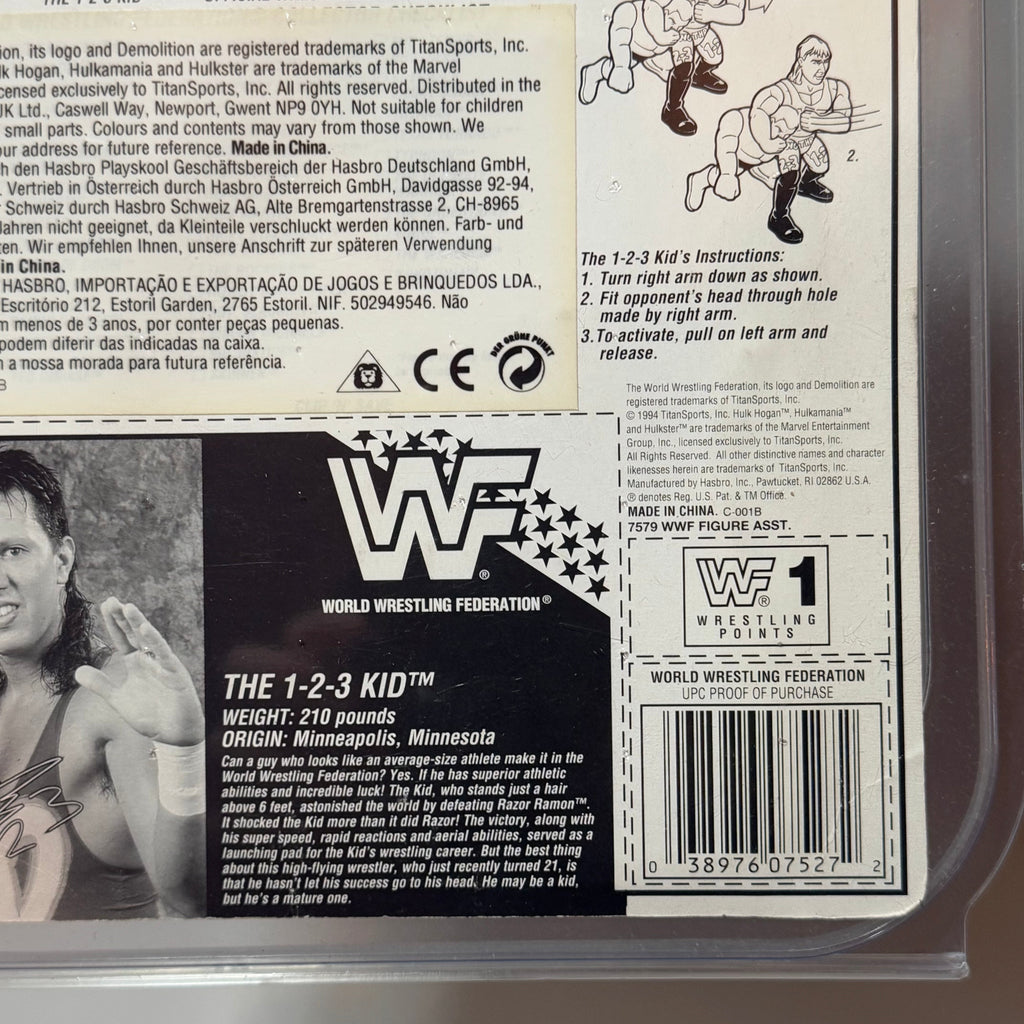 THE 1-2-3 KID
ion, its logo and Demolition are registered trademarks of TitanSports, Inc.
lk Hogan, Hulkamania and Hulkster are trademarks of the Marvel
censed exclusively to TitanSports, Inc. All rights reserved. Distributed in the
UK Ltd., Caswell Way, Newport, Gwent NP9 0YH. Not suitable for children
small parts. Colours and contents may vary from those shown. We
our address for future reference. Made in China.
ch den Hasbro Playskool Geschäftsbereich der Hasbro Deutschland GmbH,
. Vertrieb in Österreich durch Hasbro Österreich GmbH, Davidgasse 92-94,
r Schweiz durch Hasbro Schweiz AG, Alte Bremgartenstrasse 2, CH-8965
Jahren nicht geeignet, da Kleinteile verschluckt werden können. Farb- und
ten. Wir empfehlen Ihnen, unsere Anschrift zur späteren Verwendung
in China.
HASBRO, IMPORTAÇÃO E EXPORTAÇÃO DE JOGOS E BRINQUEDOS LDA.,
Escritório 212, Estoril Garden, 2765 Estoril. NIF. 502949546. Não
m menos de 3 anos, por conter peças pequenas.
podem diferir das indicadas na caixa.
a a nossa morada para futura referência.
B
CE
DER GRÜNE PUNKT
2.
The 1-2-3 Kid's Instructions:
1. Turn right arm down as shown.
2. Fit opponent's head through hole
made by right arm.
3. To activate, pull on left arm and
release.
The World Wrestling Federation, its logo and Demolition are
registered trademarks of TitanSports, Inc.
© 1994 TitanSports, Inc. Hulk Hogan™, Hulkamania™
and Hulkster™ are trademarks of the Marvel Entertainment
Group, Inc., licensed exclusively to TitanSports, Inc.
All Rights Reserved. All other distinctive names and character
likenesses herein are trademarks of TitanSports, Inc.
Manufactured by Hasbro, Inc., Pawtucket, RI 02862 U.S.A.
® denotes Reg. U.S. Pat. & TM Office.
MADE IN CHINA. C-001B
7579 WWF FIGURE ASST.
WF ® 1
WRESTLING
POINTS
WORLD WRESTLING FEDERATION
UPC PROOF OF PURCHASE
0 38976 07527 2
WF ®
WORLD WRESTLING FEDERATION®
THE 1-2-3 KID™
WEIGHT: 210 pounds
ORIGIN: Minneapolis, Minnesota
Can a guy who looks like an average-size athlete make it in the
World Wrestling Federation? Yes. If he has superior athletic
abilities and incredible luck! The Kid, who stands just a hair
above 6 feet, astonished the world by defeating Razor Ramon™.
It shocked the Kid more than it did Razor! The victory, along with
his super speed, rapid reactions and aerial abilities, served as a
launching pad for the Kid's wrestling career. But the best thing
about this high-flying wrestler, who just recently turned 21, is
that he hasn't let his success go to his head. He may be a kid,
but he's a mature one.